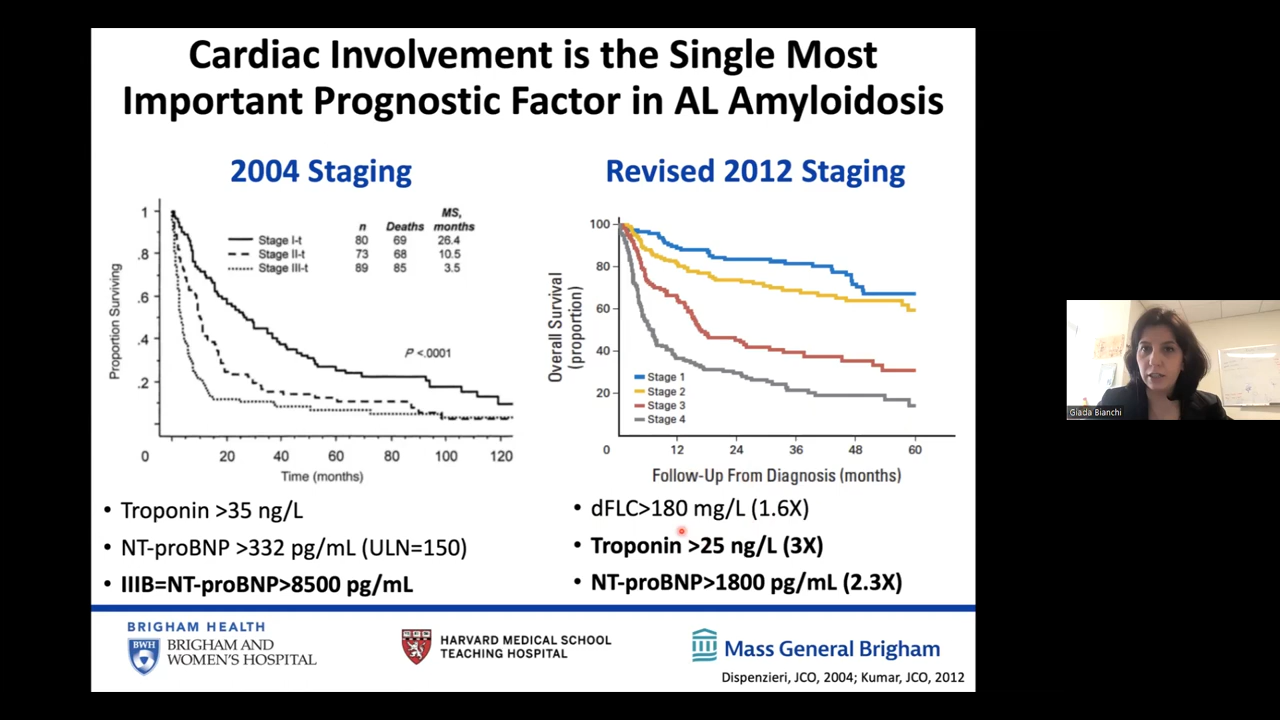 Cardiac Involvement is the Single Most
Important Prognostic Factor in AL Amyloidosis
2004 Staging
Proportion Surviving
1
.8
.6
.4
.2
n Deaths MS, months
Stage I-t 80 69 26.4
Stage II-t 73 68 10.5
Stage III-t 89 85 3.5
P <.0001
0 20 40 60 80 100 120
Time (months)
• Troponin >35 ng/L
• NT-proBNP >332 pg/mL (ULN=150)
• IIIB=NT-proBNP>8500 pg/mL
Revised 2012 Staging
Overall Survival
(proportion)
100
80
60
40
20
Stage 1
Stage 2
Stage 3
Stage 4
0 12 24 36 48 60
Follow-Up From Diagnosis (months)
• dFLC>180 mg/L (1.6X)
• Troponin >25 ng/L (3X)
• NT-proBNP>1800 pg/mL (2.3X)
BRIGHAM HEALTH
BWH
BRIGHAM AND
WOMEN'S HOSPITAL
HARVARD MEDICAL SCHOOL
TEACHING HOSPITAL
Mass General Brigham
Dispenzieri, JCO, 2004; Kumar, JCO, 2012
Giada Bianchi